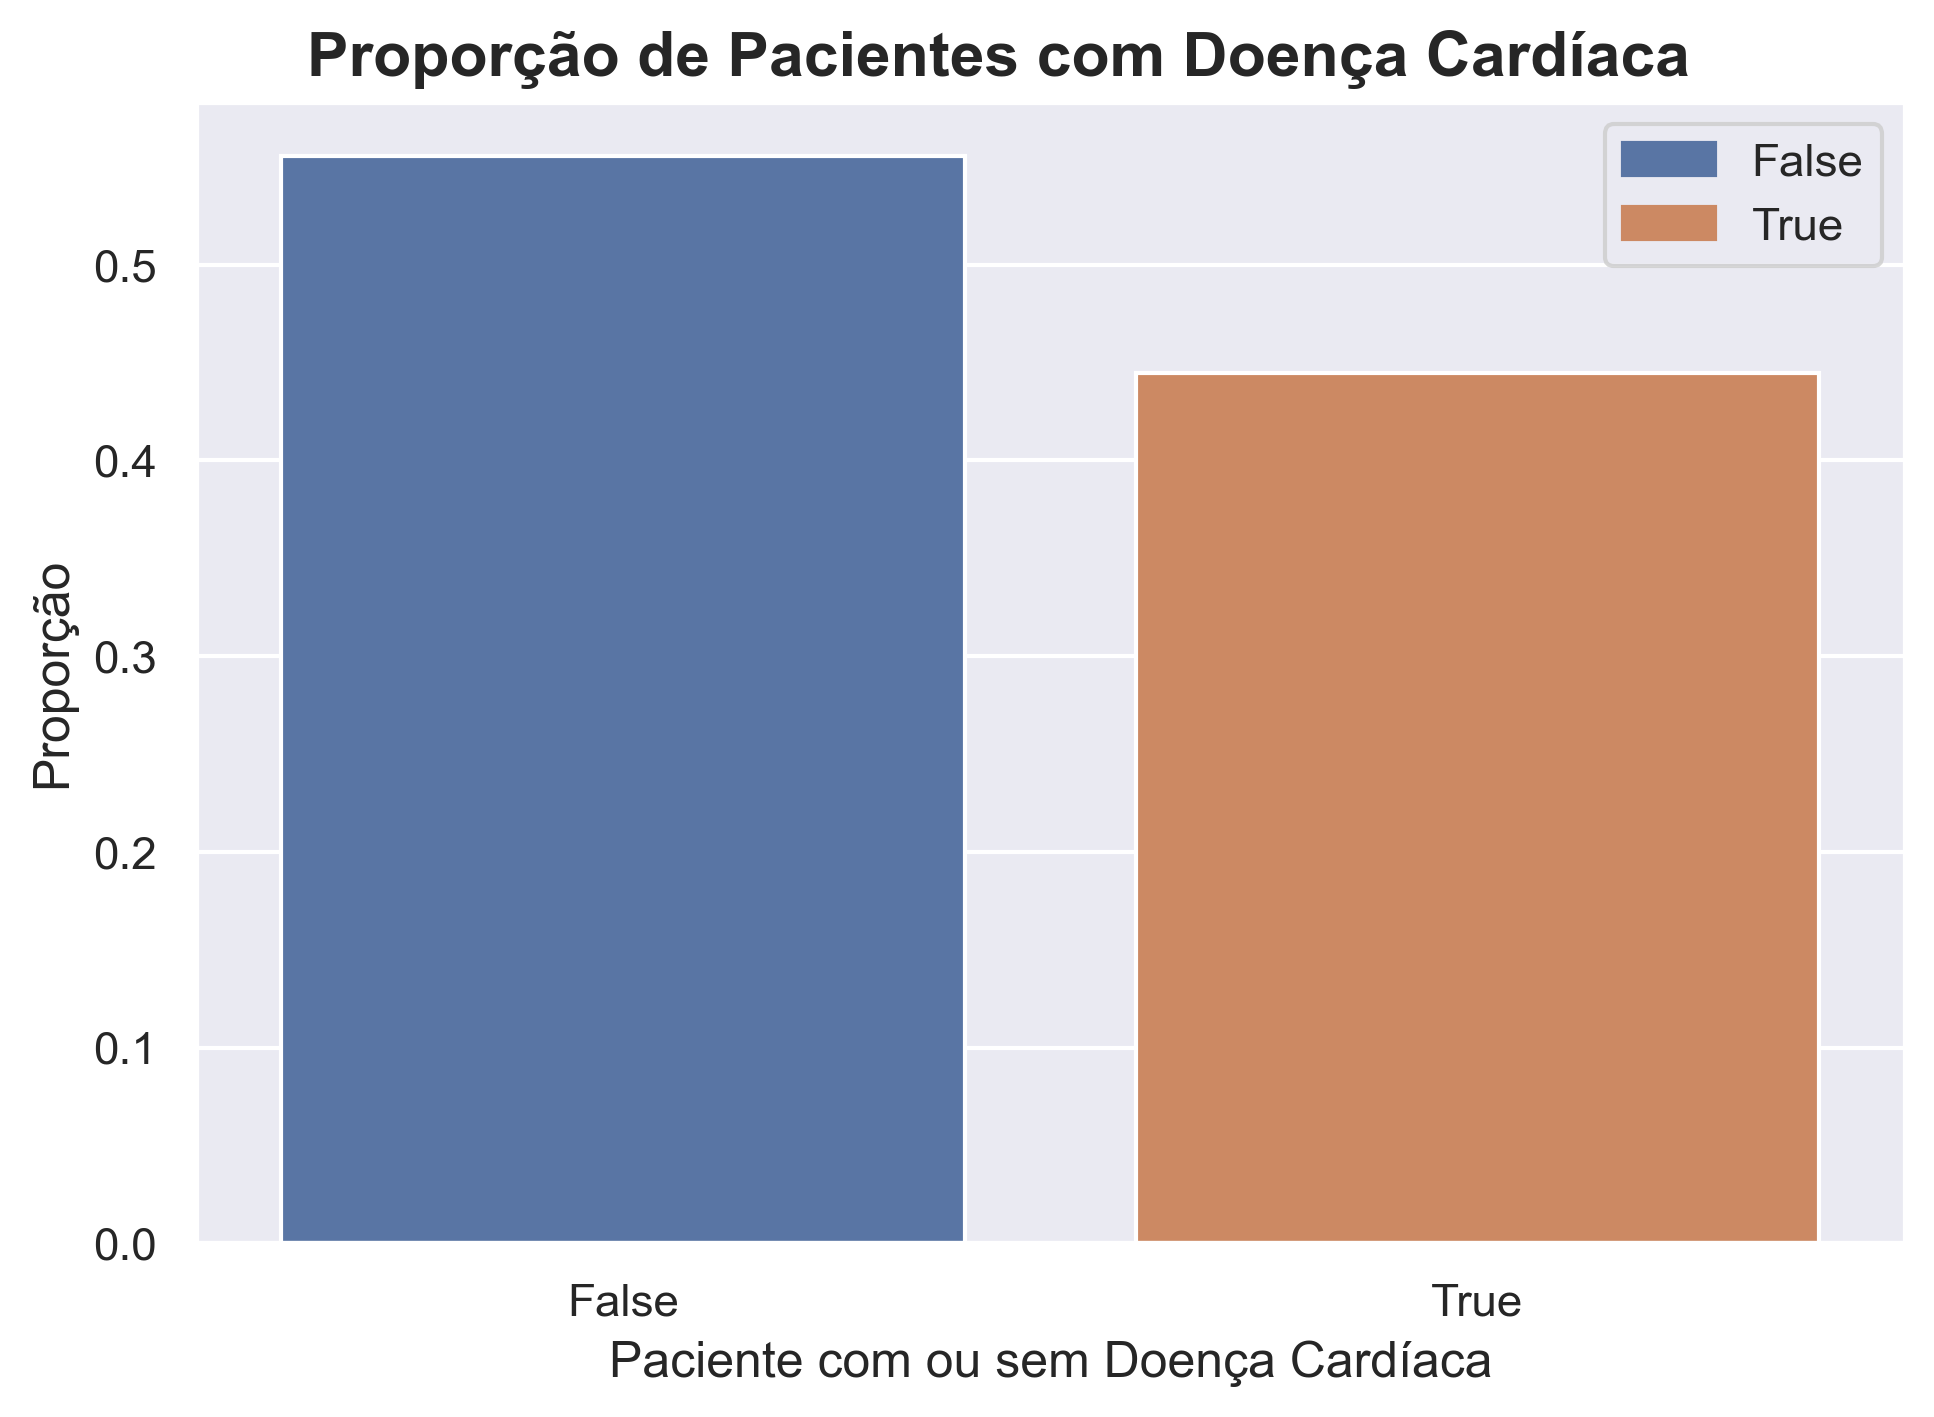 Proporção de Pacientes com Doença Cardíaca
False
True
0.5
0.4
0.3
0.2
0.1
0.0
Proporção
False
True
Paciente com ou sem Doença Cardíaca